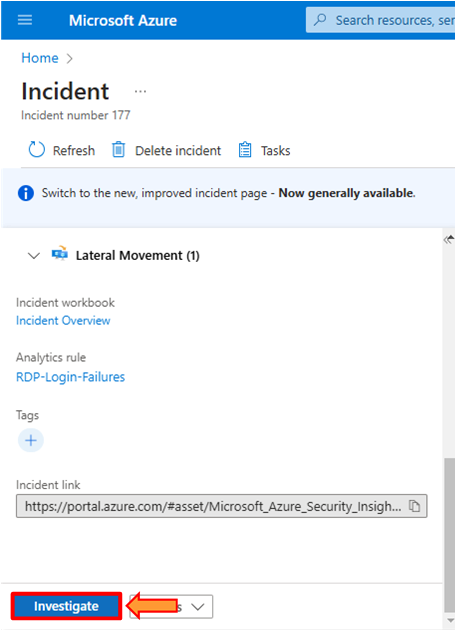 Microsoft Azure
Search resources, ser
Home
Incident
Incident number 177
Refresh
Delete incident
Tasks
Switch to the new, improved incident page - Now generally available.
Lateral Movement (1)
Incident workbook
Incident Overview
Analytics rule
RDP-Login-Failures
Tags
Incident link
https://portal.azure.com/#asset/Microsoft_Azure_Security_Insigh...
Investigate